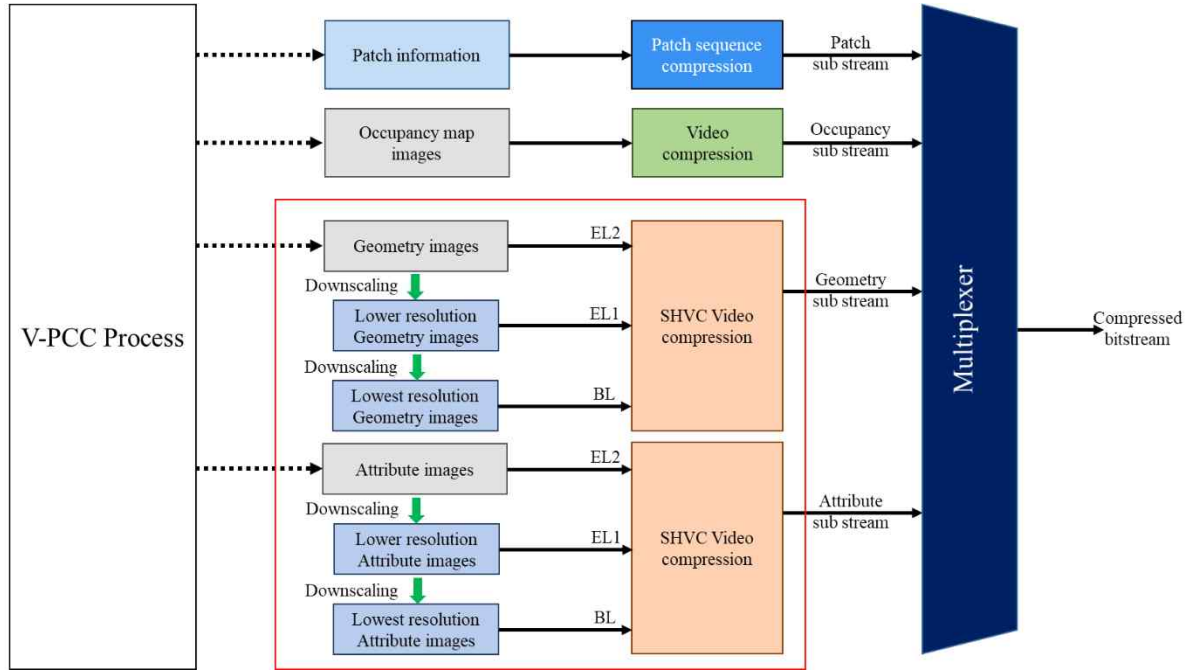 V-PCC Process
Patch information
Patch sequence
compression
Patch
sub stream
Occupancy map
images
Video
compression
Occupancy
sub stream
Geometry images
EL2
Downscaling
Lower resolution
Geometry images
EL1
Downscaling
Lowest resolution
Geometry images
BL
SHVC Video
compression
Geometry
sub stream
Attribute images
EL2
Downscaling
Lower resolution
Attribute images
EL1
Downscaling
Lowest resolution
Attribute images
BL
SHVC Video
compression
Attribute
sub stream
Multiplexer
Compressed
bitstream